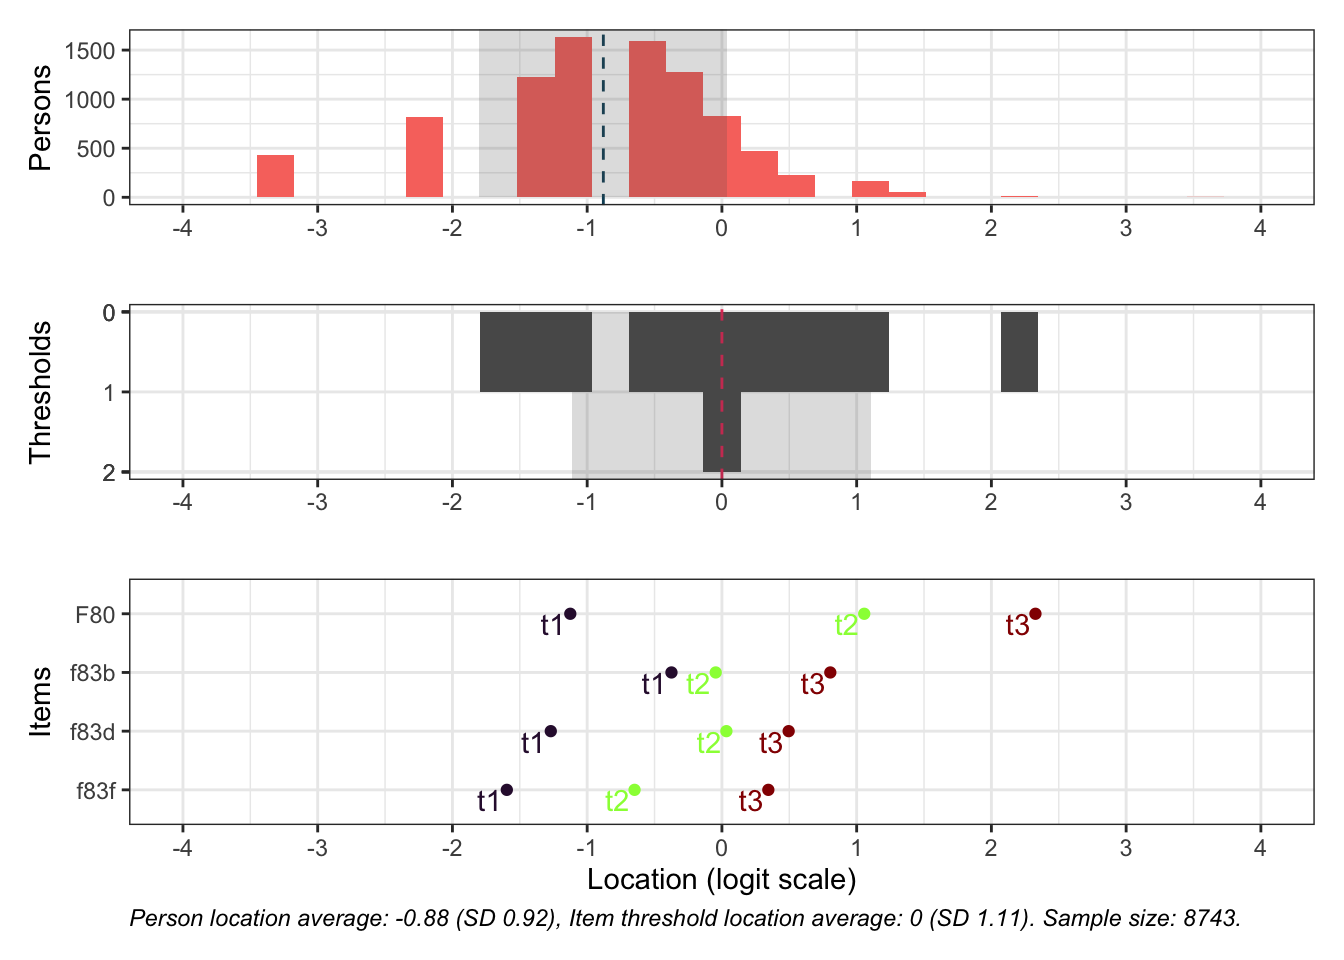 Persons
1500
1000
500
0
-4 -3 -2 -1 0 1 2 3 4
Thresholds
0
1
2
-4 -3 -2 -1 0 1 2 3 4
Items
F80 t1 t2 t3
f83b t1 t2 t3
f83d t1 t2 t3
f83f t1 t2 t3
-4 -3 -2 -1 0 1 2 3 4
Location (logit scale)
Person location average: -0.88 (SD 0.92), Item threshold location average: 0 (SD 1.11). Sample size: 8743.